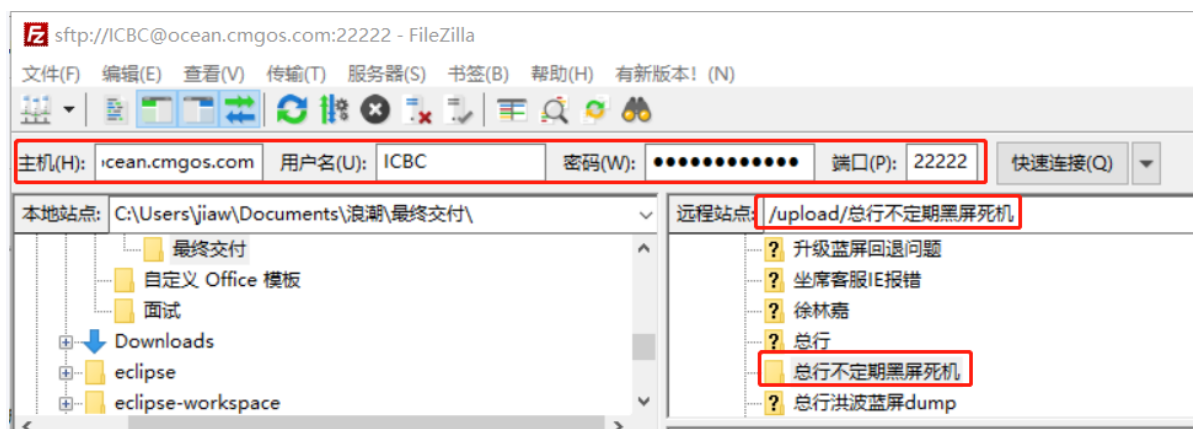 sftp://ICBC@ocean.cmgos.com:22222 - FileZilla
文件(F) 编辑(E) 查看(V) 传输(T) 服务器(S) 书签(B) 帮助(H) 有新版本! (N)
主机(H): ocean.cmgos.com 用户名(U): ICBC 密码(W): ●●●●●●●●●●●● 端口(P): 22222 快速连接(Q)
本地站点: C:\Users\jiaw\Documents\浪潮\最终交付\ 远程站点: /upload/总行不定期黑屏死机
最终交付
自定义 Office 模板
面试
Downloads
eclipse
eclipse-workspace
升级蓝屏回退问题
坐席客服IE报错
徐林嘉
总行
总行不定期黑屏死机
总行洪波蓝屏dump